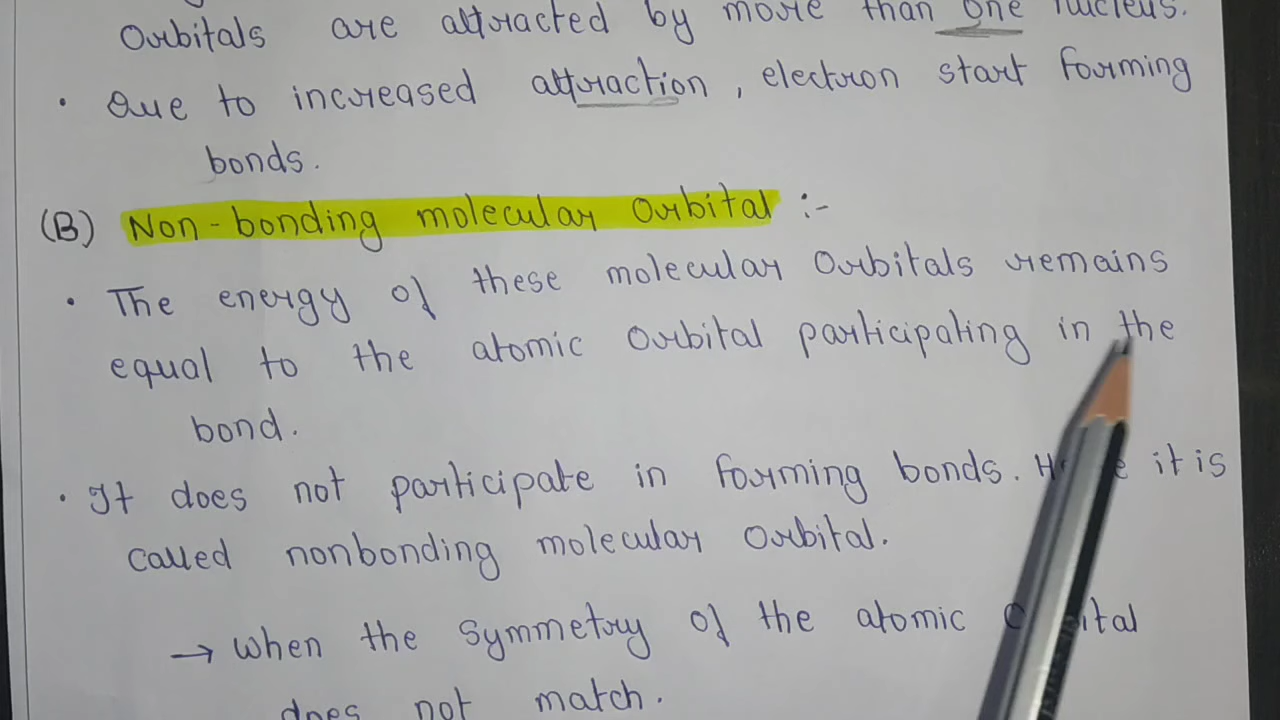 Orbitals are attracted by more than one nucleus.
• Due to increased attraction, electron start forming
bonds.
(B) Non-bonding molecular Orbital :-
• The energy of these molecular Orbitals remains
equal to the atomic Orbital participating in the
bond.
• It does not participate in forming bonds. it is
called nonbonding molecular Orbital.
→ When the symmetry of the atomic
does not match.